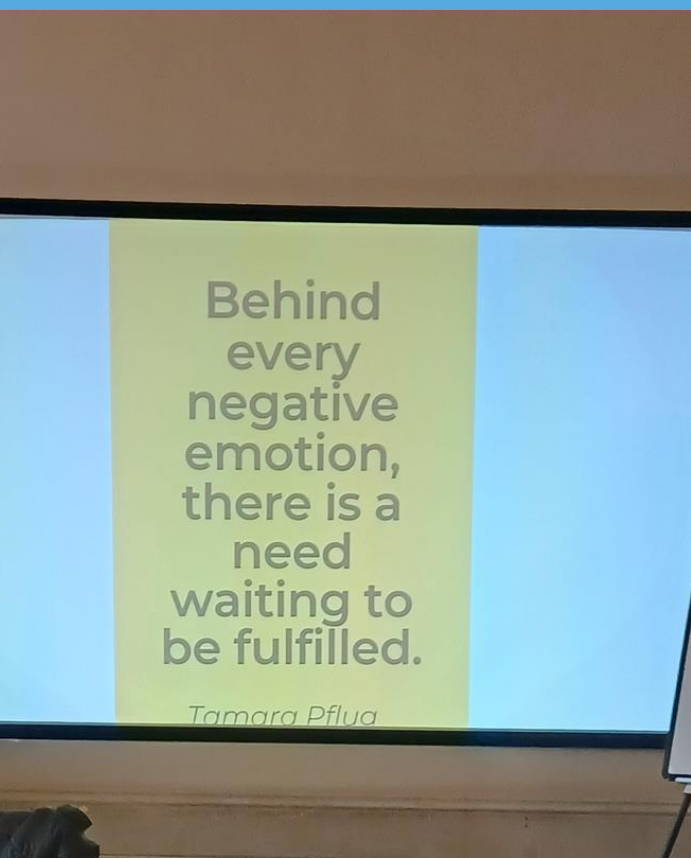 Behind
every
negative
emotion,
there is a
need
waiting to
be fulfilled.
Tamara Pflug